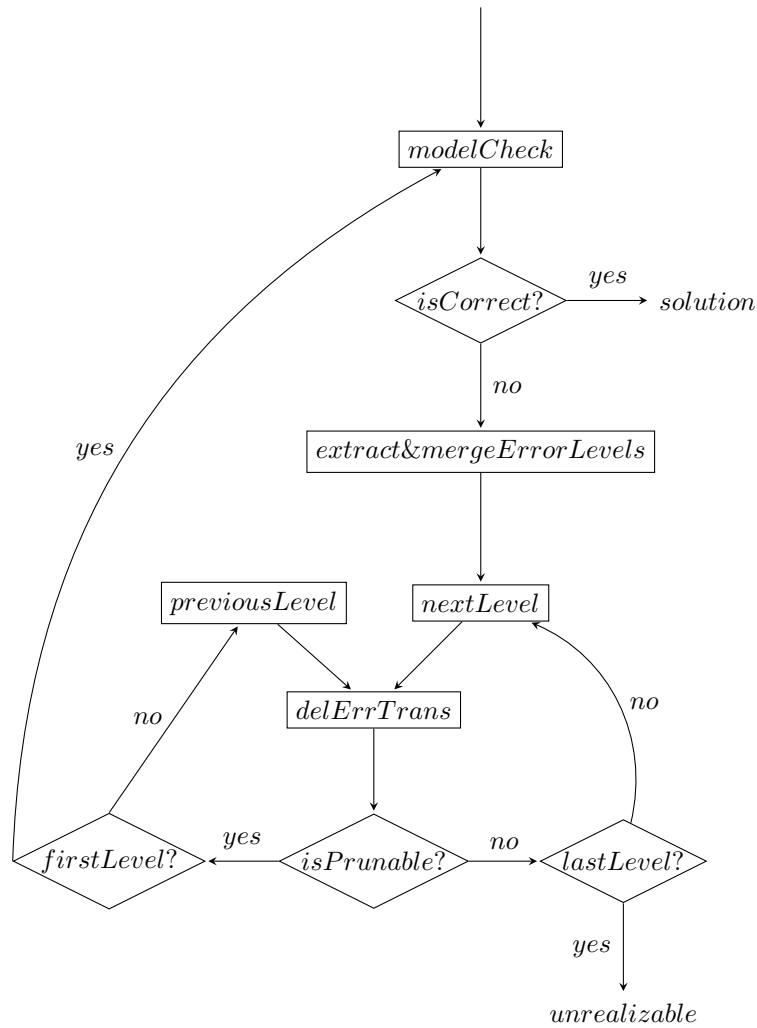 modelCheck
yes
isCorrect?
solution
no
extract&mergeErrorLevels
yes
previousLevel
nextLevel
no
delErrTrans
no
yes
no
firstLevel?
isPrunable?
lastLevel?
yes
unrealizable